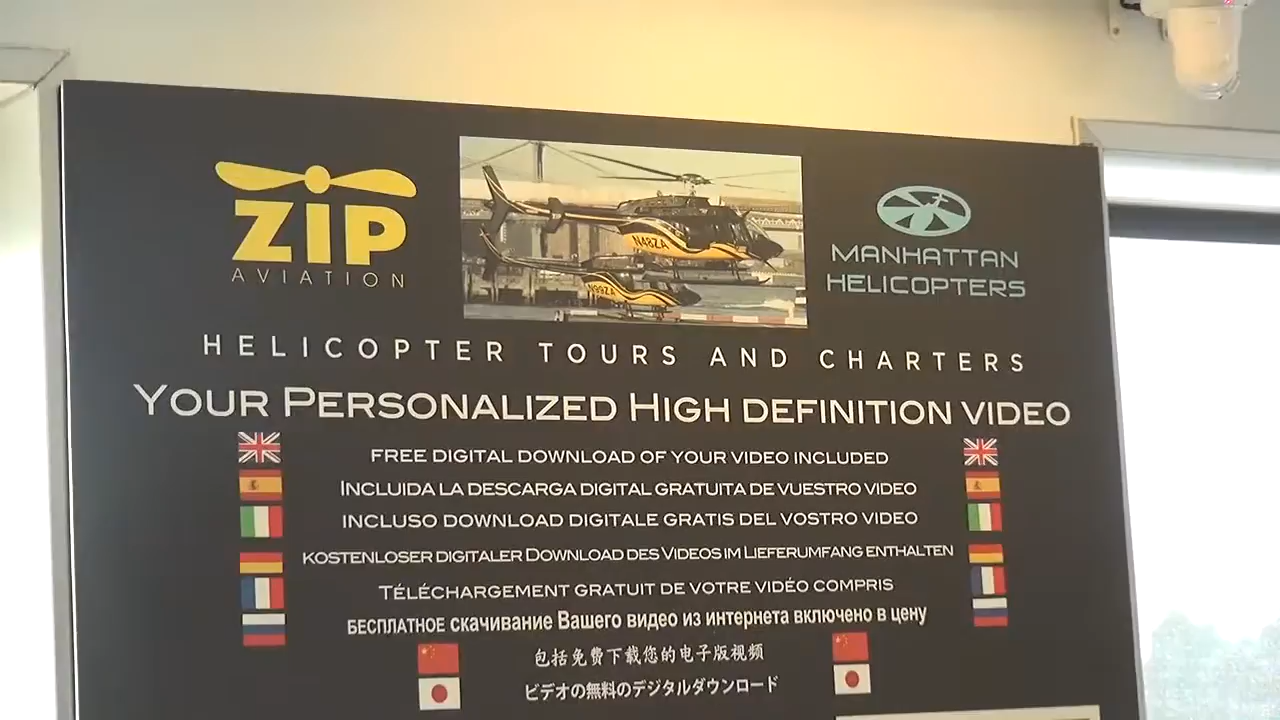 ZIP
AVIATION
N48ZA
N99ZA
MANHATTAN
HELICOPTERS
HELICOPTER TOURS AND CHARTERS
YOUR PERSONALIZED HIGH DEFINITION VIDEO
FREE DIGITAL DOWNLOAD OF YOUR VIDEO INCLUDED
INCLUIDA LA DESCARGA DIGITAL GRATUITA DE VUESTRO VIDEO
INCLUSO DOWNLOAD DIGITALE GRATIS DEL VOSTRO VIDEO
KOSTENLOSER DIGITALER DOWNLOAD DES VIDEOS IM LIEFERUMFANG ENTHALTEN
TÉLÉCHARGEMENT GRATUIT DE VOTRE VIDÉO COMPRIS
БЕСПЛАТНОЕ скачивание Вашего видео из интернета включено в цену
包括免费下载您的电子版视频
ビデオの無料のデジタルダウンロード